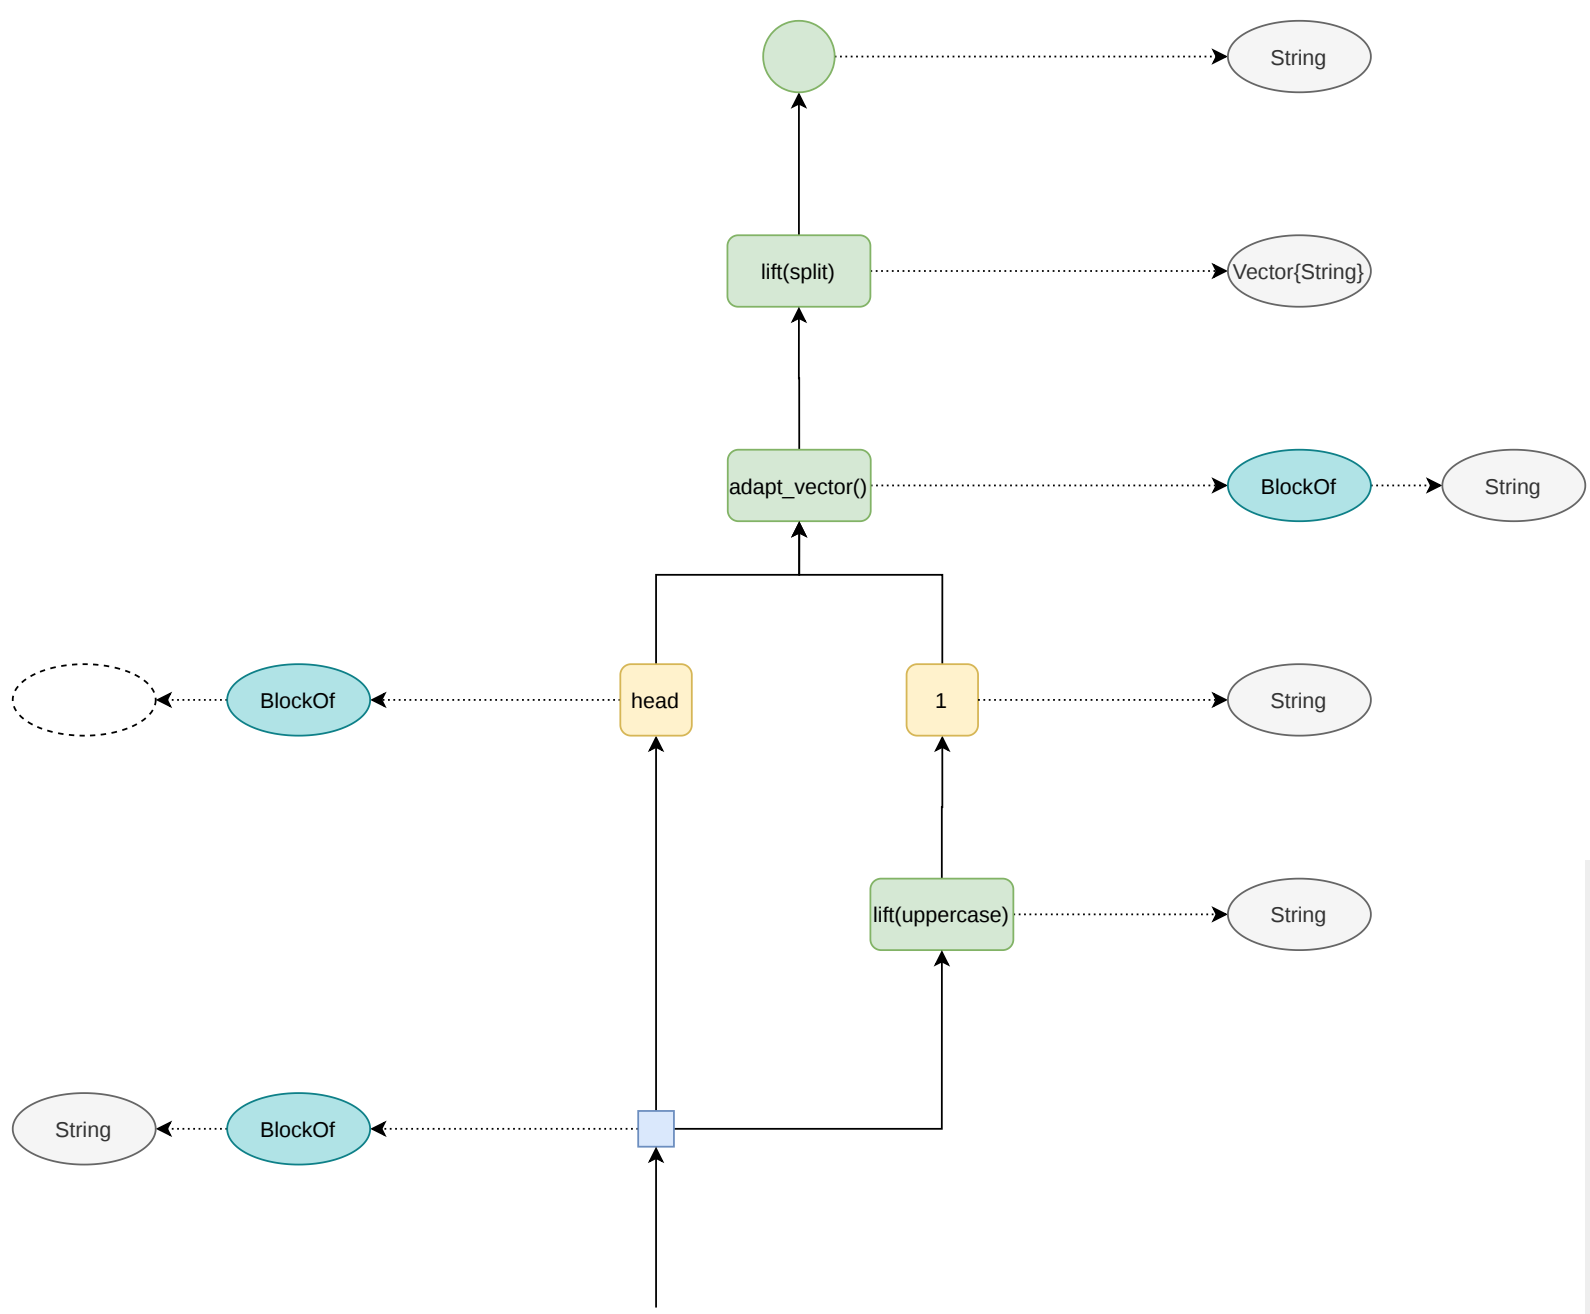 String
lift(split)
Vector{String}
adapt_vector()
BlockOf
String
BlockOf
head
1
String
lift(uppercase)
String
String
BlockOf